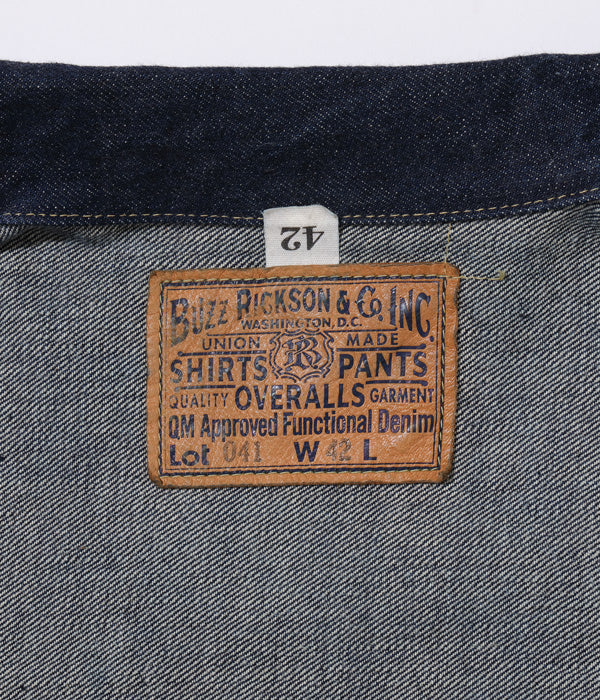 42
Buzz Rickson & Co. Inc.
WASHINGTON, D.C.
UNION MADE
BR
SHIRTS PANTS
QUALITY OVERALLS GARMENT
QM Approved Functional Denim
Lot 041 W 42 L